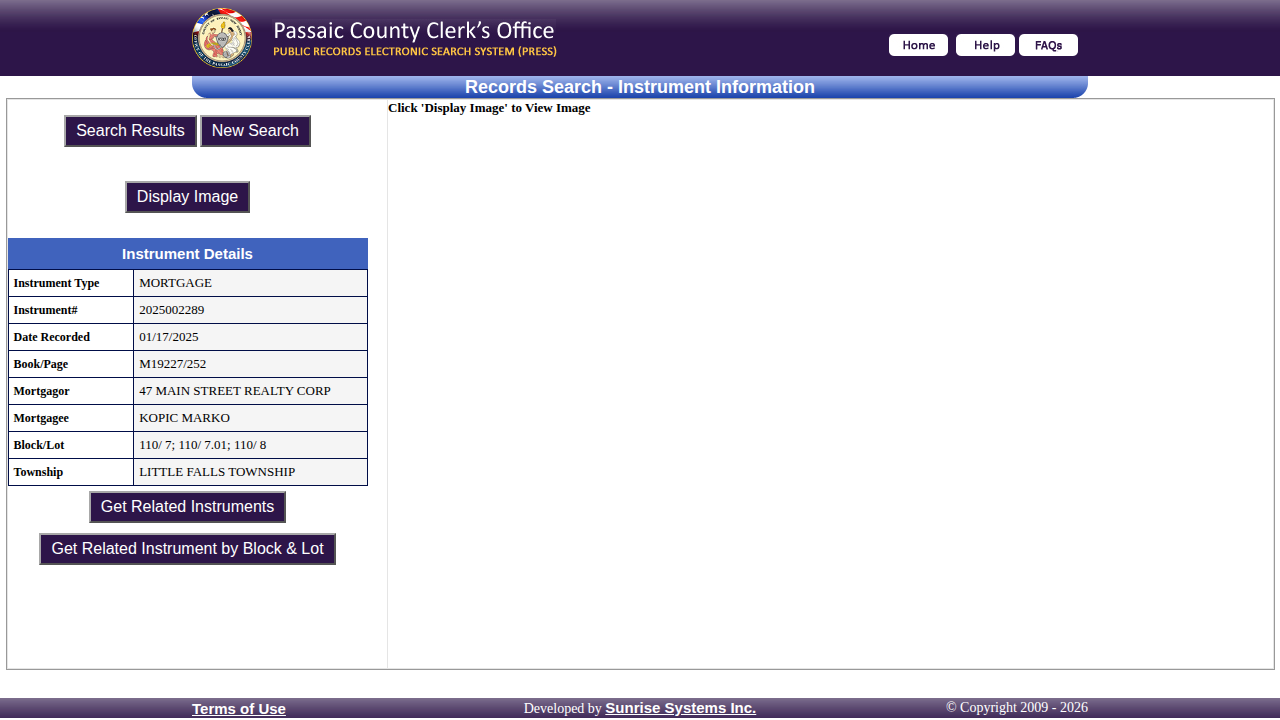 Passaic County Clerk's Office
PUBLIC RECORDS ELECTRONIC SEARCH SYSTEM (PRESS)
Home Help FAQs
Records Search - Instrument Information
Click 'Display Image' to View Image
Search Results New Search
Display Image
Instrument Details
Instrument Type MORTGAGE
Instrument# 2025002289
Date Recorded 01/17/2025
Book/Page M19227/252
Mortgagor 47 MAIN STREET REALTY CORP
Mortgagee KOPIC MARKO
Block/Lot 110/ 7; 110/ 7.01; 110/ 8
Township LITTLE FALLS TOWNSHIP
Get Related Instruments
Get Related Instrument by Block & Lot
Terms of Use Developed by Sunrise Systems Inc. © Copyright 2009 - 2026